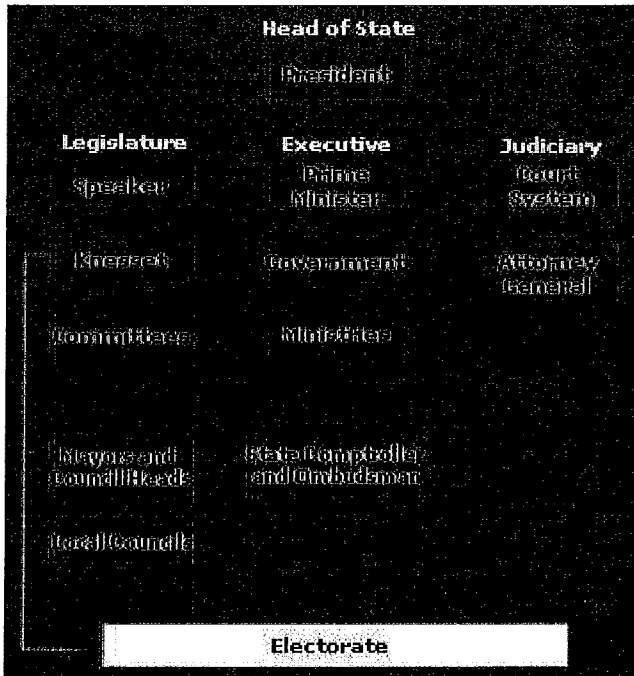 Head of State
President
Legislature
Executive
Judiciary
Speaker
Prime
Minister
Court
System
Knesset
Government
Attorney
General
Committees
Ministries
Mayors and
Council Heads
State Comptroller
and Ombudsman
Local Councils
Electorate